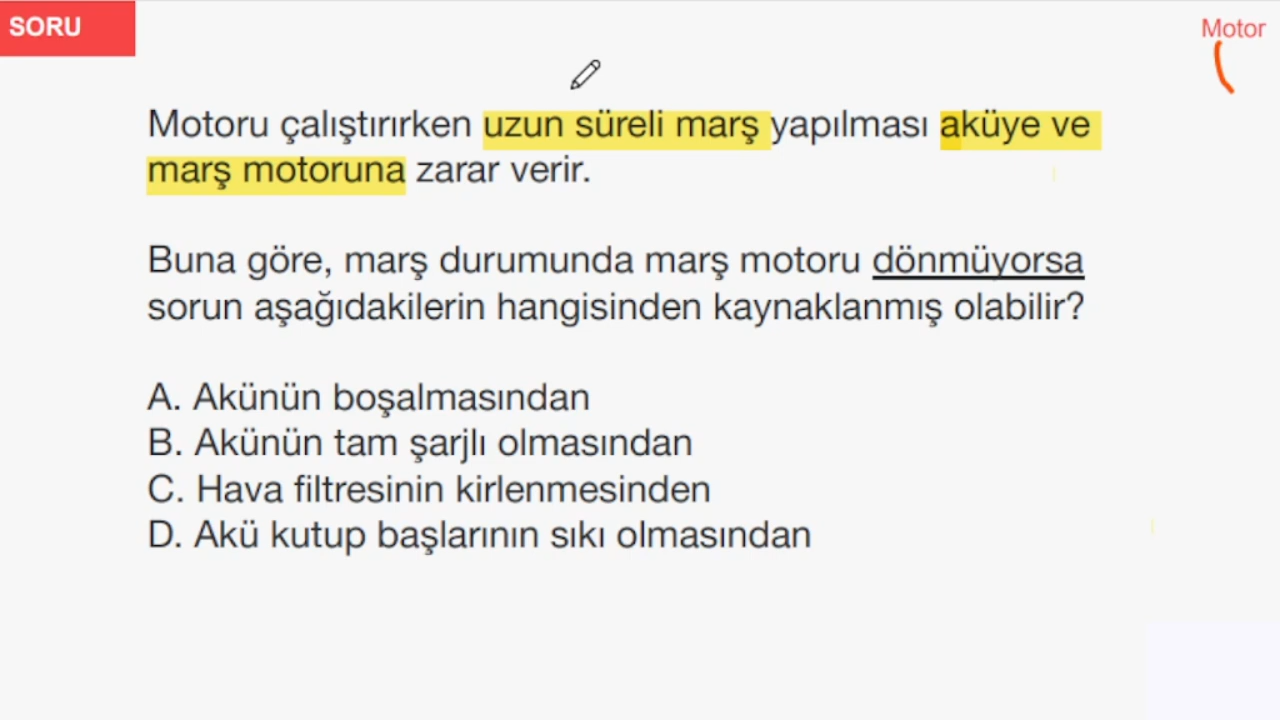 SORU
Motor
Motoru çalıştırırken uzun süreli marş yapılması aküye ve
marş motoruna zarar verir.
Buna göre, marş durumunda marş motoru dönmüyorsa
sorun aşağıdakilerin hangisinden kaynaklanmış olabilir?
A. Akünün boşalmasından
B. Akünün tam şarjlı olmasından
C. Hava filtresinin kirlenmesinden
D. Akü kutup başlarının sıkı olmasından